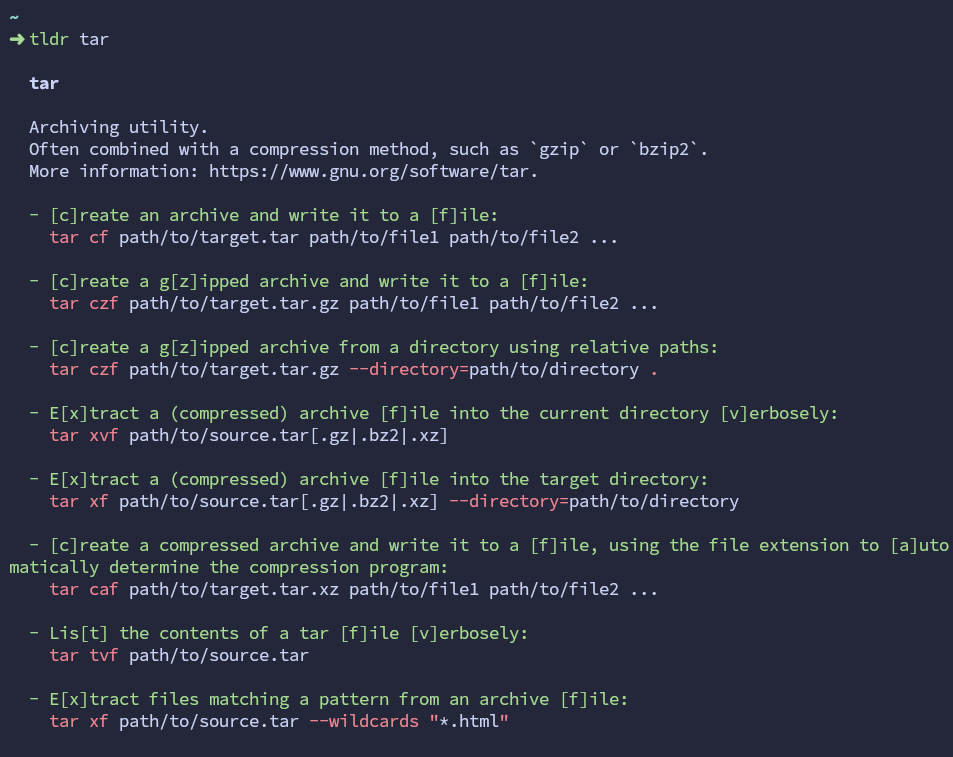 ~
➜ tldr tar
tar
Archiving utility.
Often combined with a compression method, such as `gzip` or `bzip2`.
More information: https://www.gnu.org/software/tar.
- [c]reate an archive and write it to a [f]ile:
tar cf path/to/target.tar path/to/file1 path/to/file2 ...
- [c]reate a g[z]ipped archive and write it to a [f]ile:
tar czf path/to/target.tar.gz path/to/file1 path/to/file2 ...
- [c]reate a g[z]ipped archive from a directory using relative paths:
tar czf path/to/target.tar.gz --directory=path/to/directory .
- E[x]tract a (compressed) archive [f]ile into the current directory [v]erbosely:
tar xvf path/to/source.tar[.gz|.bz2|.xz]
- E[x]tract a (compressed) archive [f]ile into the target directory:
tar xf path/to/source.tar[.gz|.bz2|.xz] --directory=path/to/directory
- [c]reate a compressed archive and write it to a [f]ile, using the file extension to [a]uto
matically determine the compression program:
tar caf path/to/target.tar.xz path/to/file1 path/to/file2 ...
- Lis[t] the contents of a tar [f]ile [v]erbosely:
tar tvf path/to/source.tar
- E[x]tract files matching a pattern from an archive [f]ile:
tar xf path/to/source.tar --wildcards "*.html"